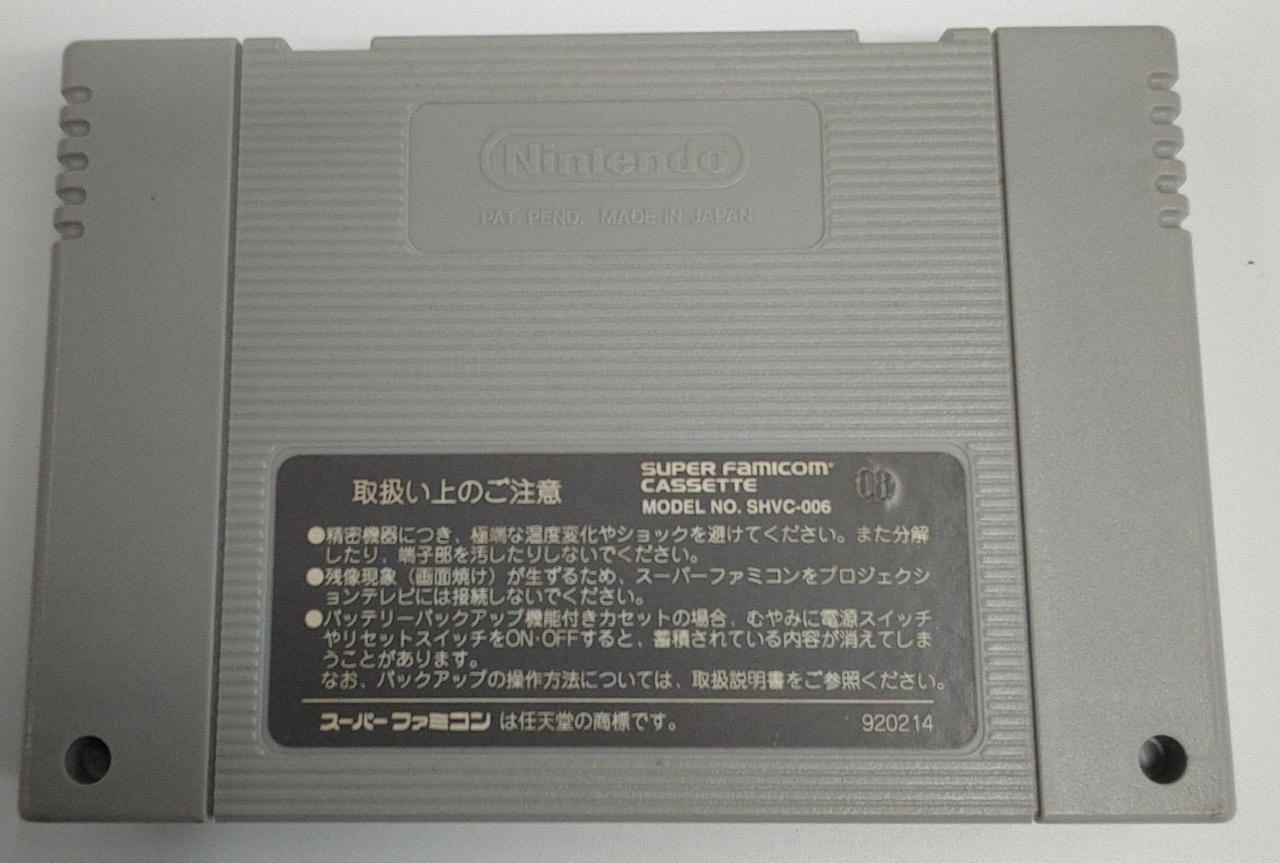 Nintendo
PAT. PEND. MADE IN JAPAN
取扱い上のご注意
SUPER FAMICOM
CASSETTE
MODEL NO. SHVC-006
08
●精密機器につき、極端な温度変化やショックを避けてください。また分解
したり、端子部を汚したりしないでください。
●残像現象（画面焼け）が生ずるため、スーパーファミコンをプロジェクシ
ョンテレビには接続しないでください。
●バッテリーバックアップ機能付きカセットの場合、むやみに電源スイッチ
やリセットスイッチをON·OFFすると、蓄積されている内容が消えてしま
うことがあります。
なお、バックアップの操作方法については、取扱説明書をご参照ください。
スーパーファミコン は任天堂の商標です。
920214